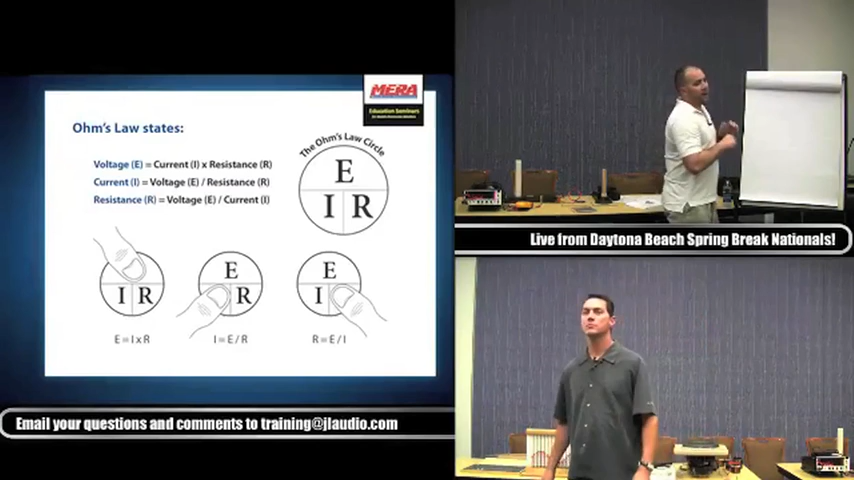 MERA
Education Seminars
Ohm's Law states:
The Ohm's Law Circle
Voltage (E) = Current (I) x Resistance (R)
Current (I) = Voltage (E) / Resistance (R)
Resistance (R) = Voltage (E) / Current (I)
E
I R
I R
E
R
E
I
E = I x R
I = E / R
R = E / I
Live from Daytona Beach Spring Break Nationals!
Email your questions and comments to training@jlaudio.com